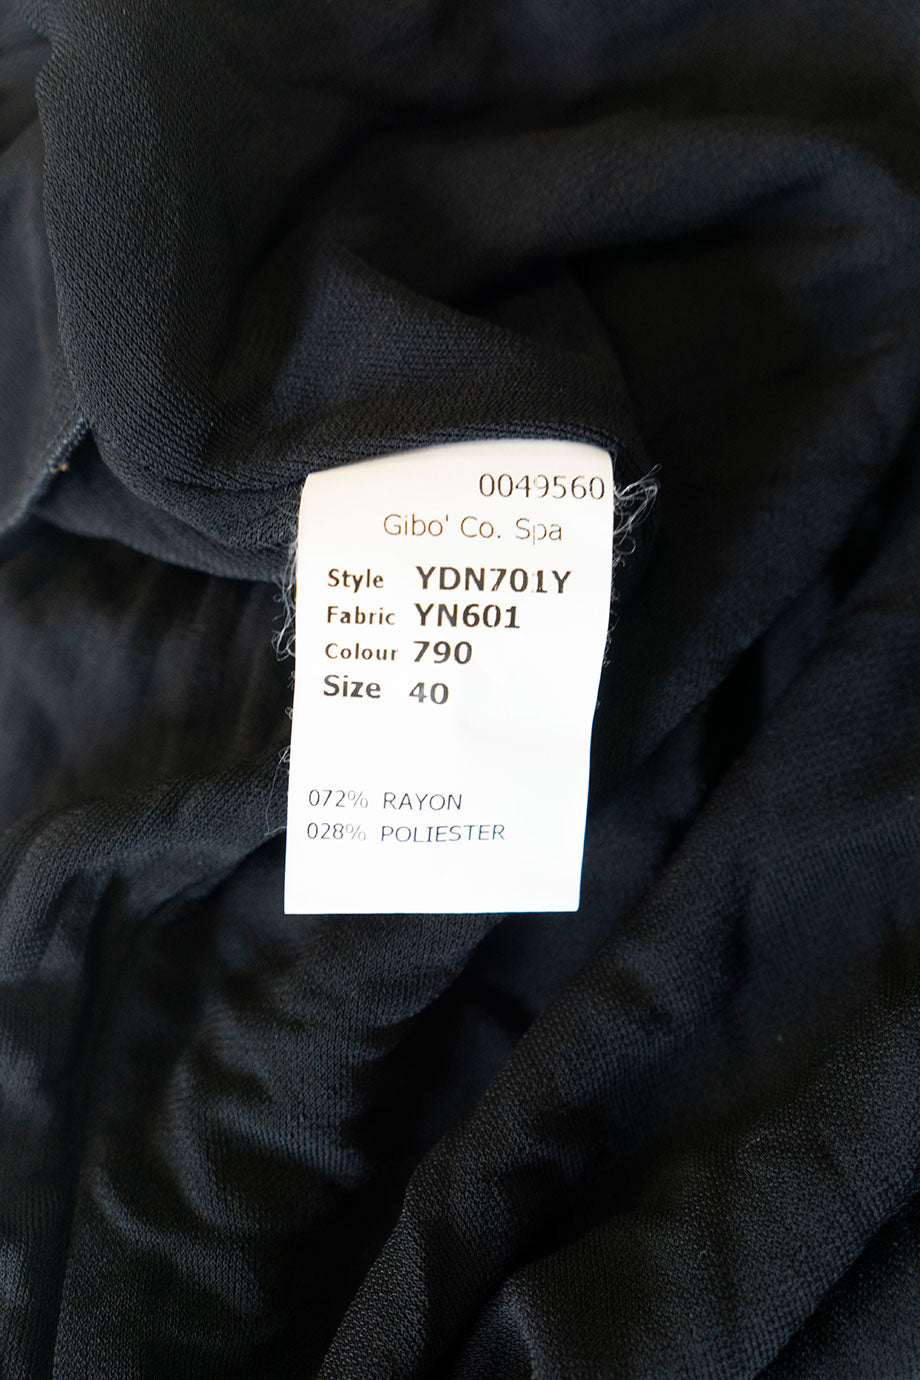 0049560
Gibo' Co. Spa
Style YDN701Y
Fabric YN601
Colour 790
Size 40
072% RAYON
028% POLIESTER